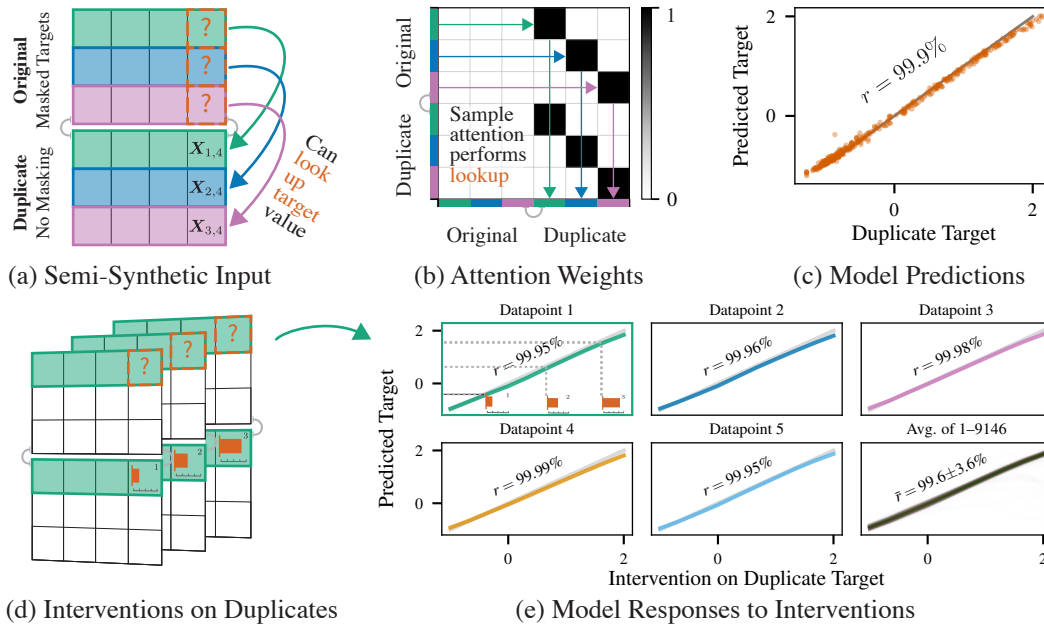 Original
Masked Targets
?
?
?
Duplicate
No Masking
X1,4
X2,4
X3,4
Can
look
up
target
value
(a) Semi-Synthetic Input
Original
Duplicate
Sample
attention
performs
lookup
1
0
Original Duplicate
(b) Attention Weights
Predicted Target
2
0
r = 99.9%
0 2
Duplicate Target
(c) Model Predictions
?
?
?
1
2
3
(d) Interventions on Duplicates
Predicted Target
Datapoint 1
2
0
r = 99.95%
1
2
3
Datapoint 2
r = 99.96%
Datapoint 3
r = 99.98%
Datapoint 4
2
0
r = 99.99%
0 2
Datapoint 5
r = 99.95%
0 2
Avg. of 1–9146
r̄ = 99.6±3.6%
0 2
Intervention on Duplicate Target
(e) Model Responses to Interventions